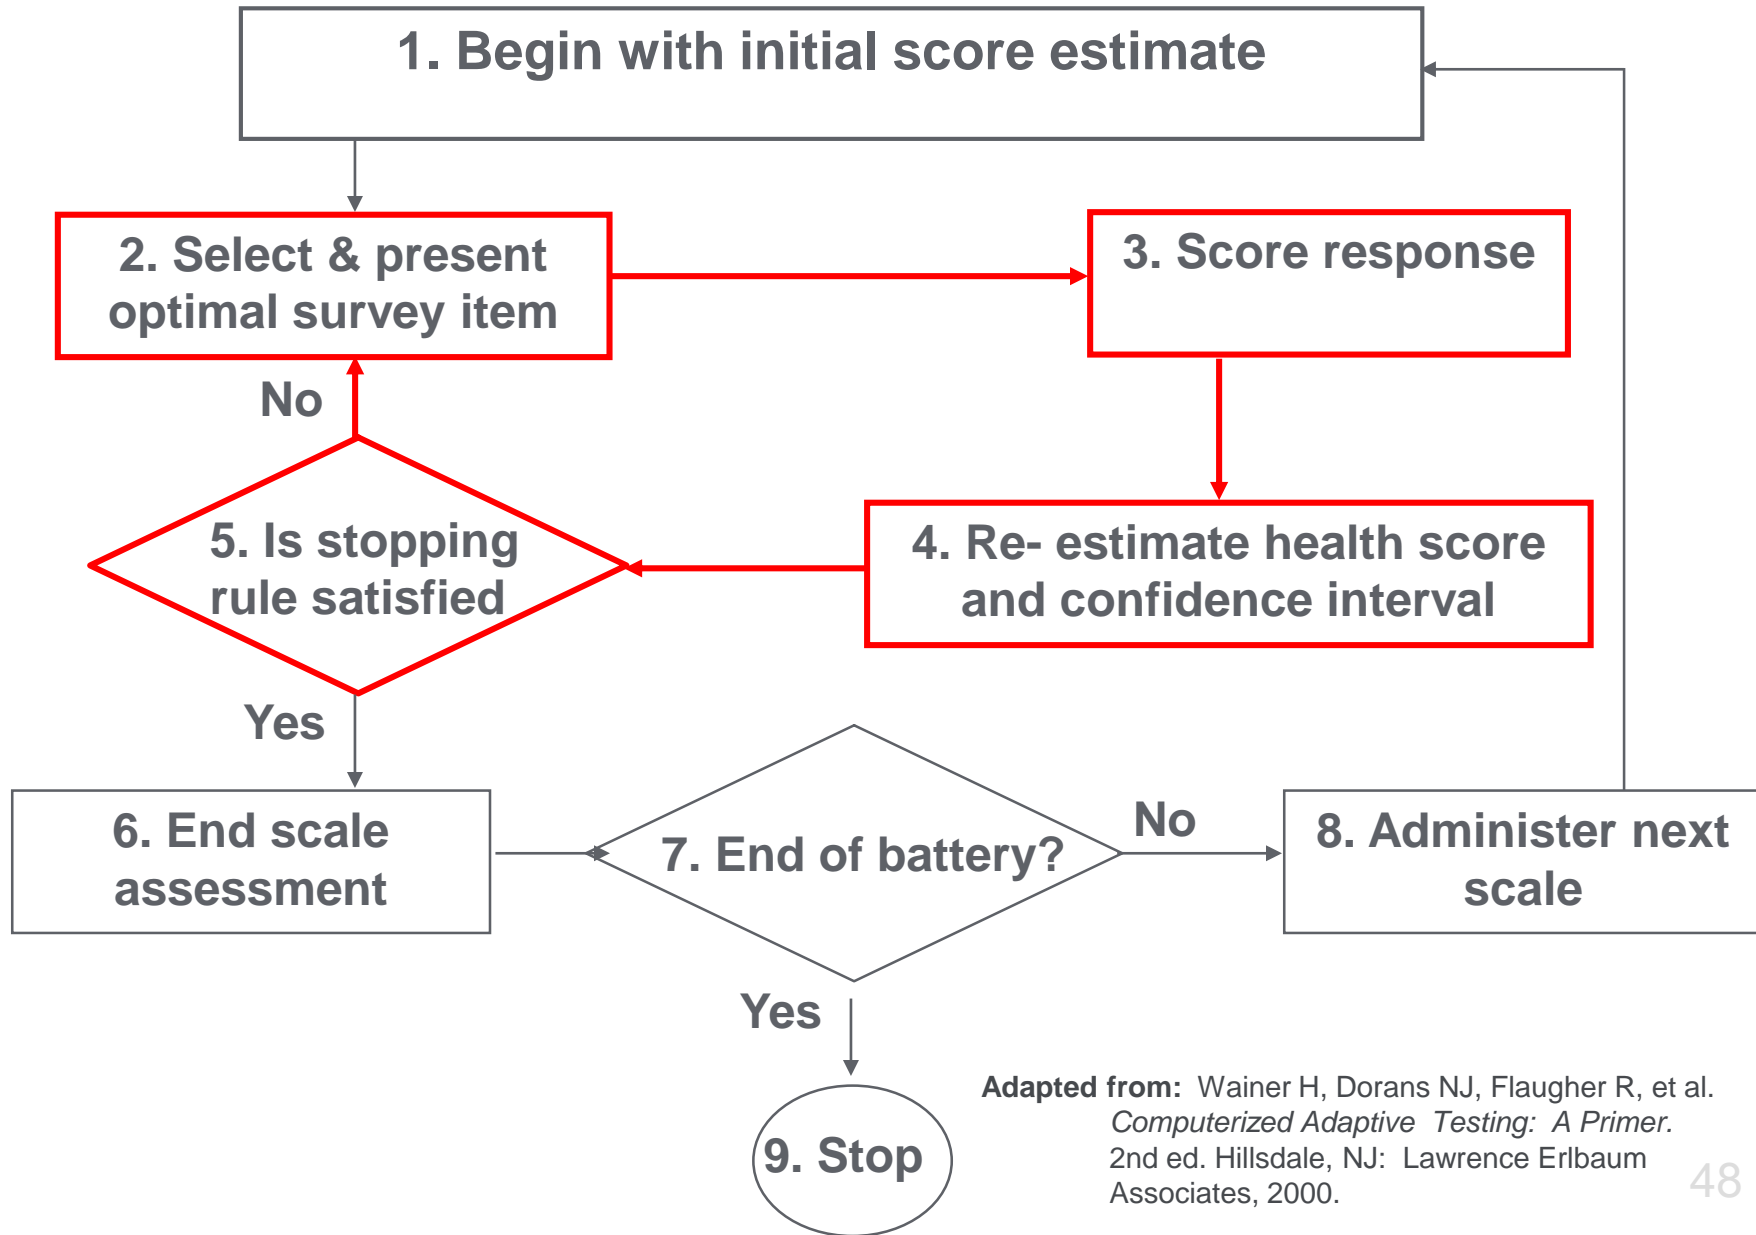 1. Begin with initial score estimate
2. Select & present
optimal survey item
3. Score response
No
5. Is stopping
rule satisfied
4. Re- estimate health score
and confidence interval
Yes
6. End scale
assessment
7. End of battery?
No
8. Administer next
scale
Yes
9. Stop
Adapted from: Wainer H, Dorans NJ, Flaugher R, et al.
Computerized Adaptive Testing: A Primer.
2nd ed. Hillsdale, NJ: Lawrence Erlbaum
Associates, 2000.
48